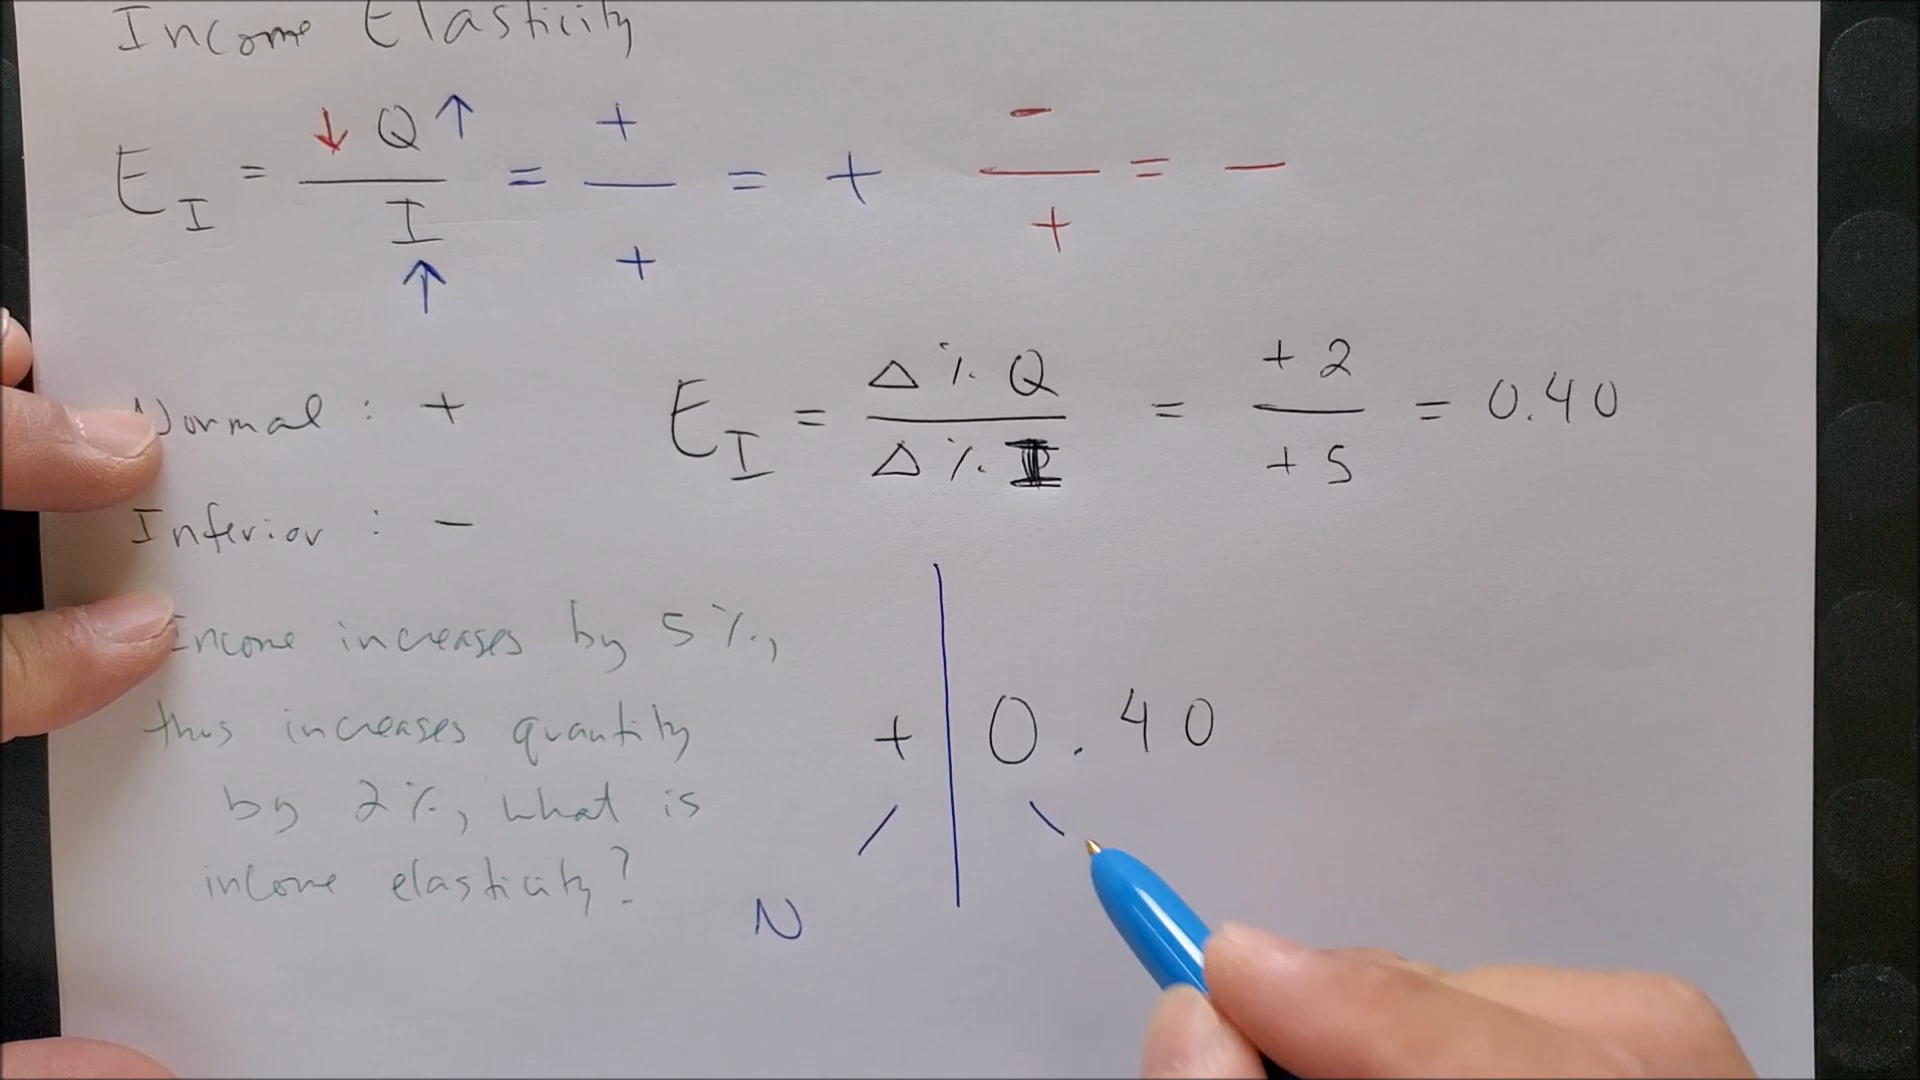 Income Elasticity
E_I = ↓Q↑ / I↑ = + / + = + - / + = -
Normal : + E_I = Δ % Q / Δ % I = + 2 / + 5 = 0.40
Inferior : -
Income increases by 5%,
thus increases quantity
by 2%, what is
income elasticity?
+ 0.40
N